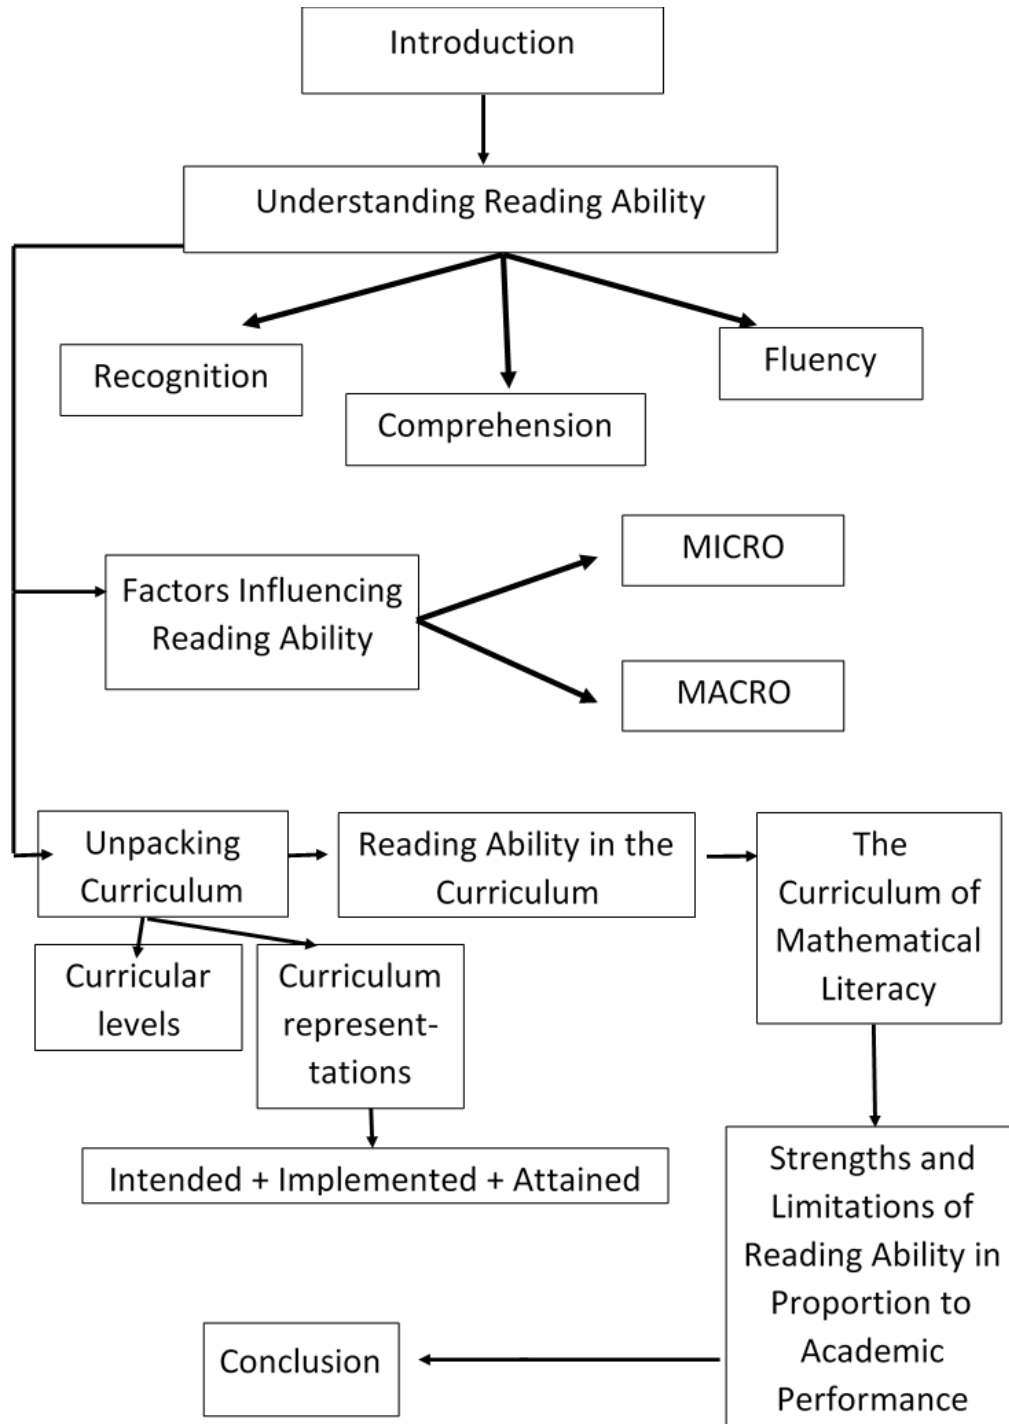 Introduction
Understanding Reading Ability
Recognition
Comprehension
Fluency
Factors Influencing
Reading Ability
MICRO
MACRO
Unpacking
Curriculum
Reading Ability in the
Curriculum
The
Curriculum of
Mathematical
Literacy
Curricular
levels
Curriculum
represent-
tations
Intended + Implemented + Attained
Strengths and
Limitations of
Reading Ability in
Proportion to
Academic
Performance
Conclusion